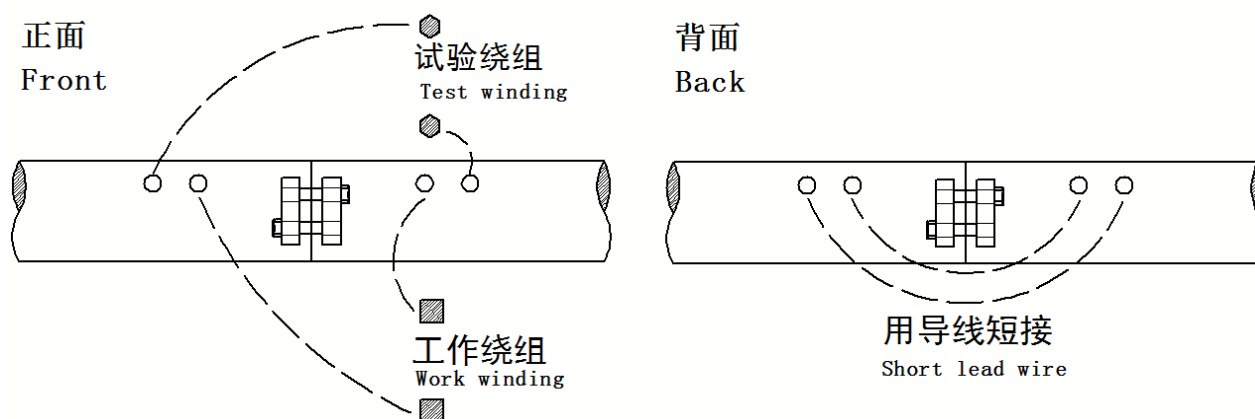 正面
Front
试验绕组
Test winding
工作绕组
Work winding
背面
Back
用导线短接
Short lead wire